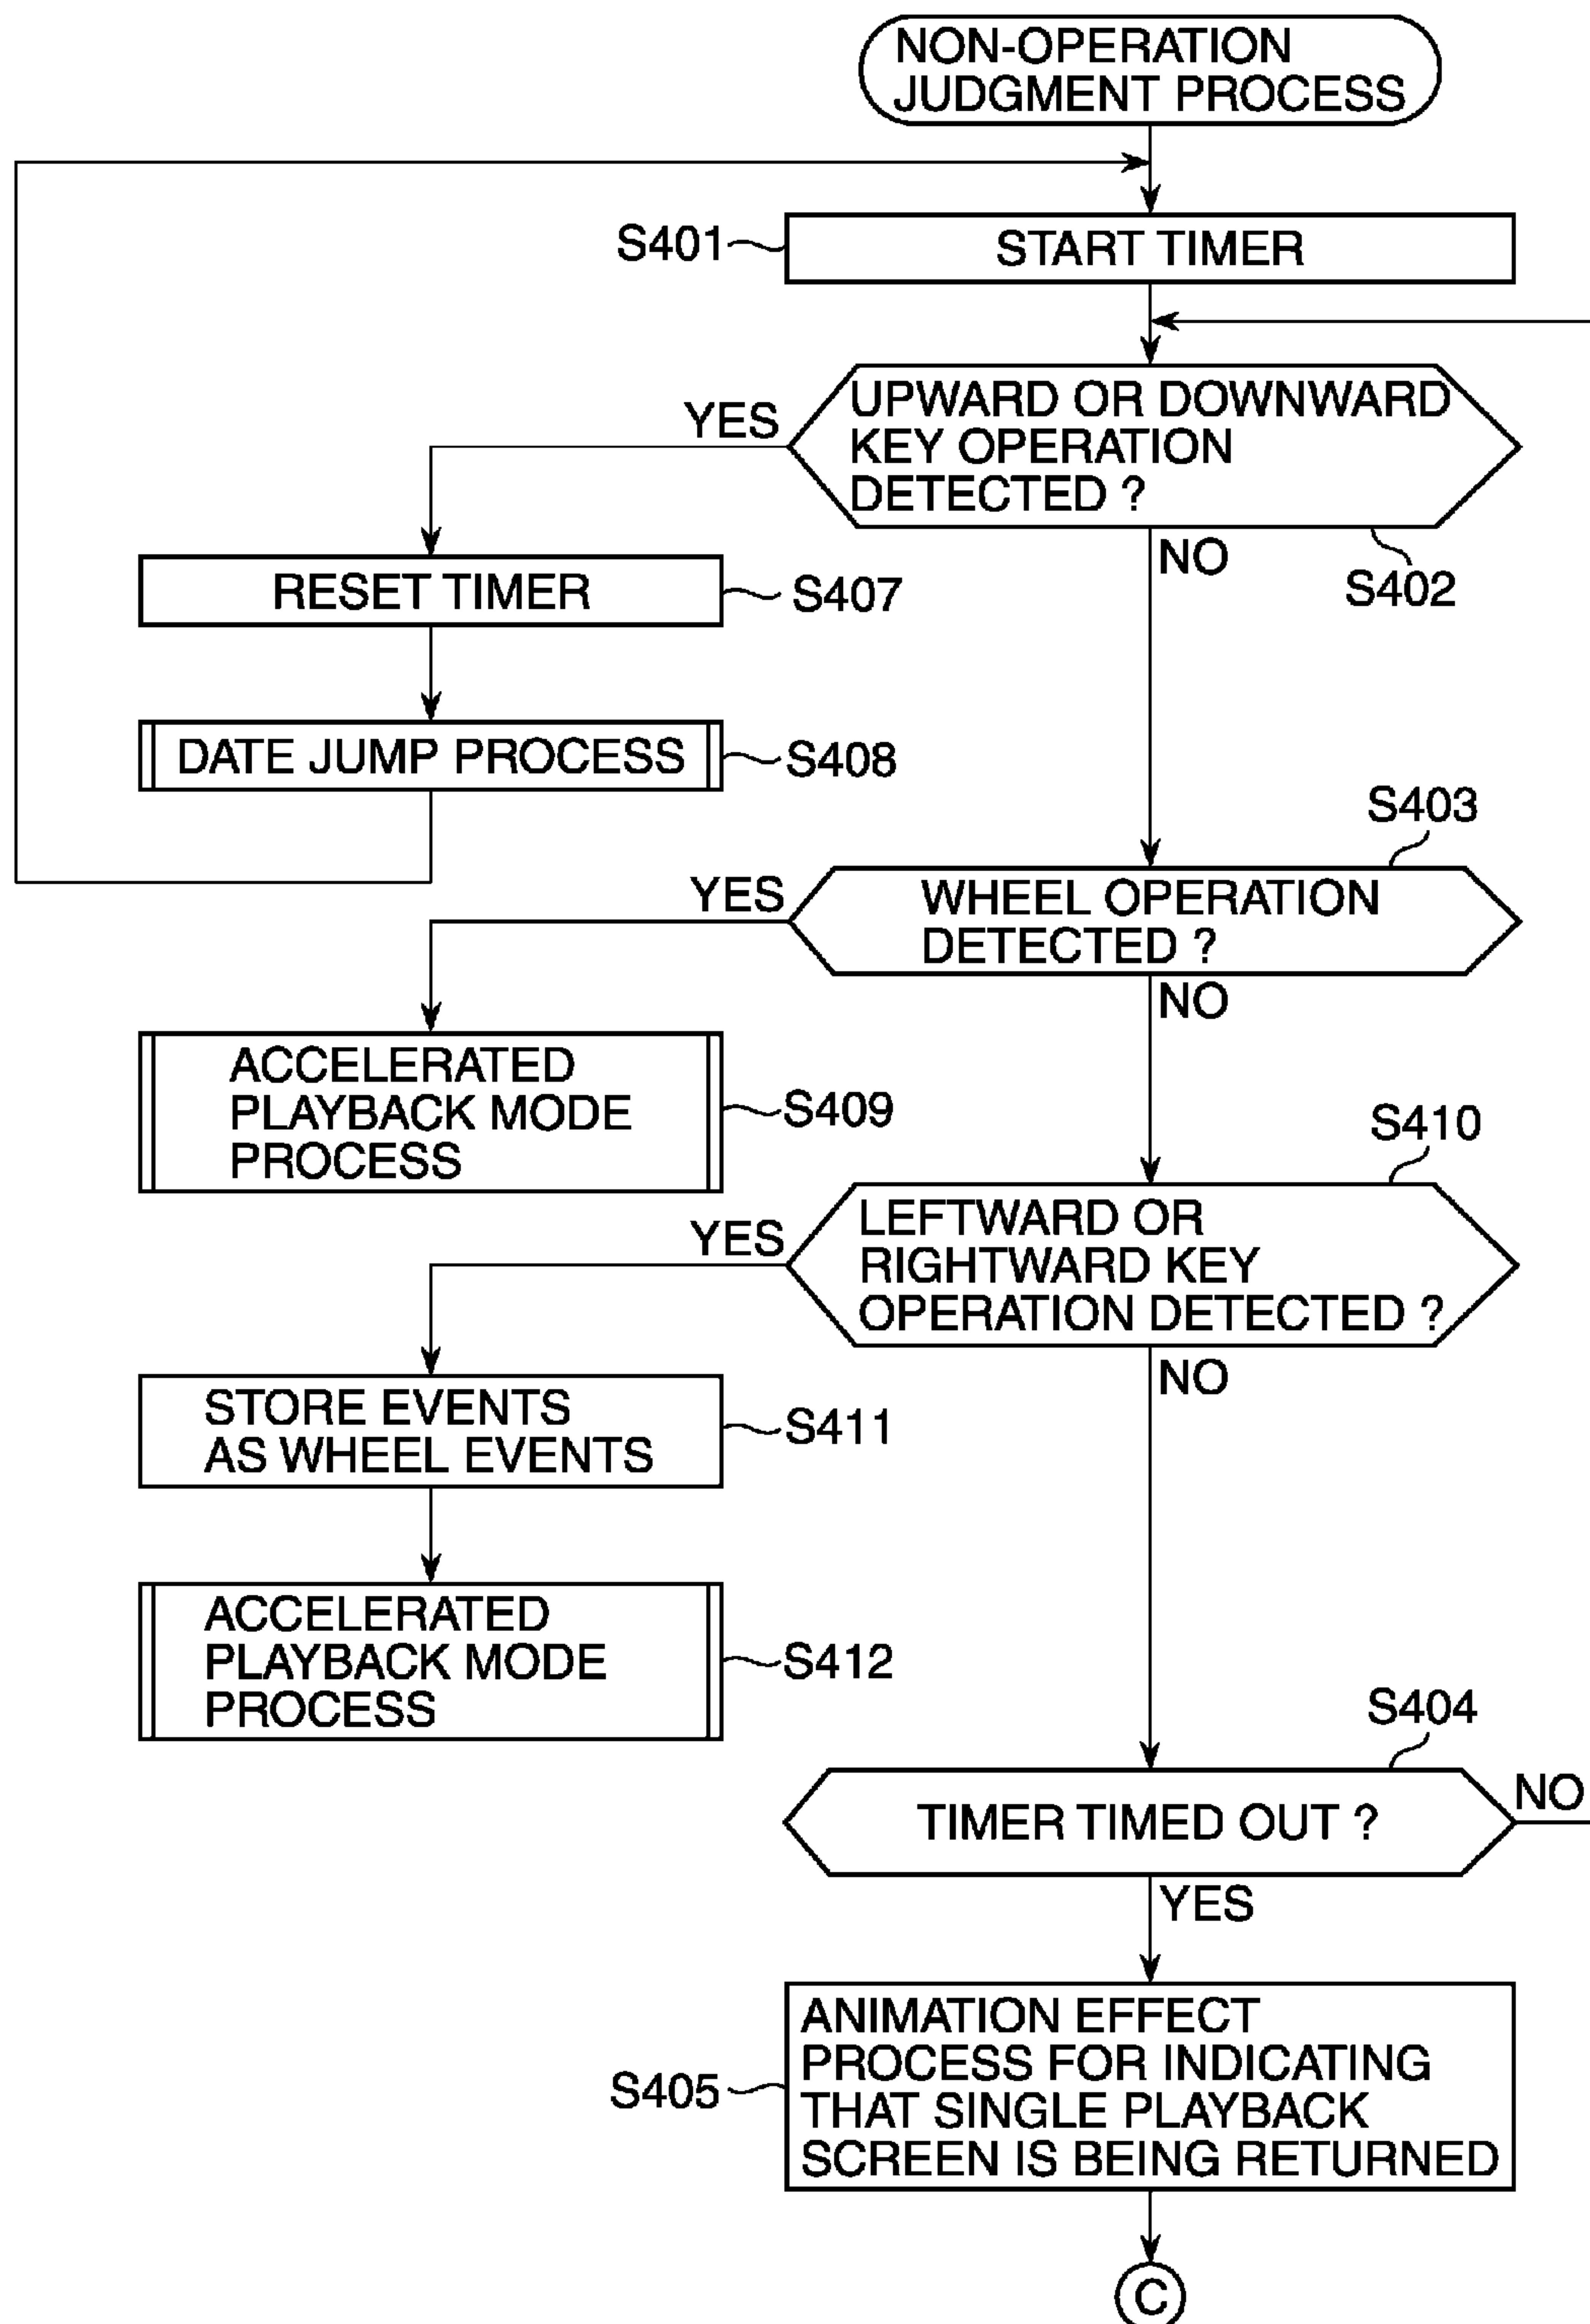 NON-OPERATION
JUDGMENT PROCESS
S401
START TIMER
YES
UPWARD OR DOWNWARD
KEY OPERATION
DETECTED ?
NO
S402
RESET TIMER
S407
DATE JUMP PROCESS
S408
S403
YES
WHEEL OPERATION
DETECTED ?
NO
ACCELERATED
PLAYBACK MODE
PROCESS
S409
S410
YES
LEFTWARD OR
RIGHTWARD KEY
OPERATION DETECTED ?
NO
STORE EVENTS
AS WHEEL EVENTS
S411
ACCELERATED
PLAYBACK MODE
PROCESS
S412
S404
TIMER TIMED OUT ?
NO
YES
S405
ANIMATION EFFECT
PROCESS FOR INDICATING
THAT SINGLE PLAYBACK
SCREEN IS BEING RETURNED
C